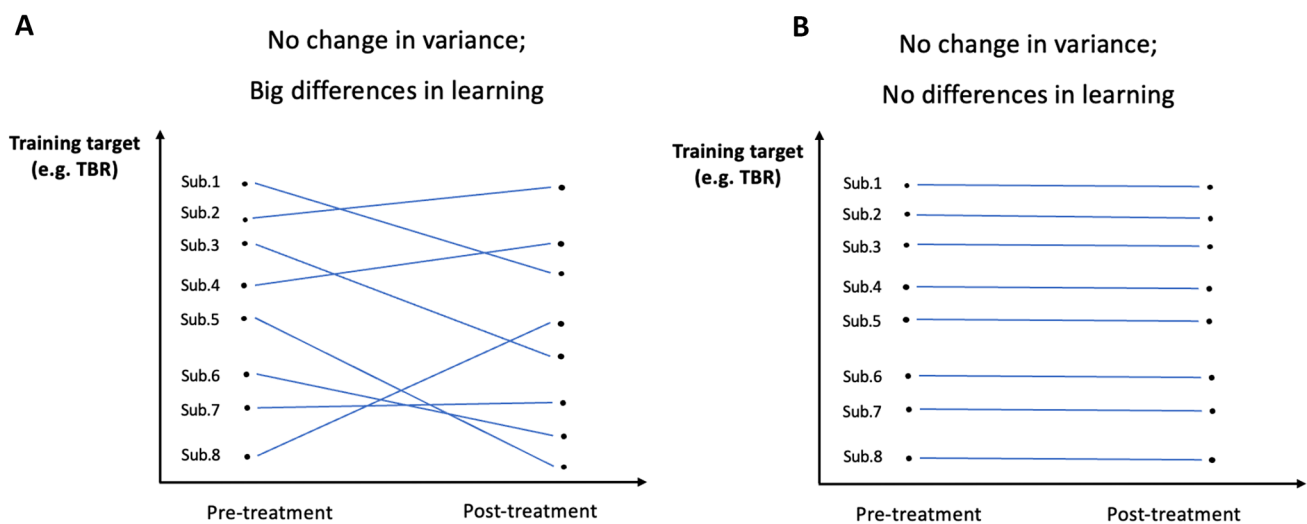 A
No change in variance;
Big differences in learning
Training target
(e.g. TBR)
Sub.1
Sub.2
Sub.3
Sub.4
Sub.5
Sub.6
Sub.7
Sub.8
Pre-treatment
Post-treatment
B
No change in variance;
No differences in learning
Training target
(e.g. TBR)
Sub.1
Sub.2
Sub.3
Sub.4
Sub.5
Sub.6
Sub.7
Sub.8
Pre-treatment
Post-treatment